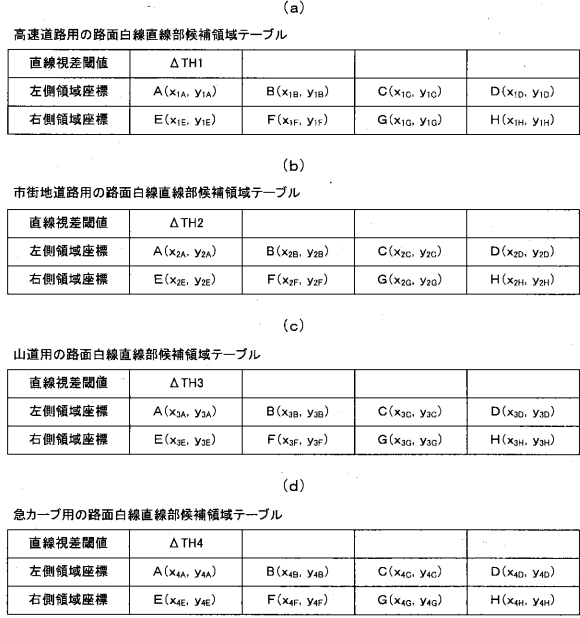 (a)
高速道路用の路面白線直線部候補領域テーブル
直線視差閾値 ΔTH1
左側領域座標 A(x1A, y1A) B(x1B, y1B) C(x1C, y1C) D(x1D, y1D)
右側領域座標 E(x1E, y1E) F(x1F, y1F) G(x1G, y1G) H(x1H, y1H)
(b)
市街地道路用の路面白線直線部候補領域テーブル
直線視差閾値 ΔTH2
左側領域座標 A(x2A, y2A) B(x2B, y2B) C(x2C, y2C) D(x2D, y2D)
右側領域座標 E(x2E, y2E) F(x2F, y2F) G(x2G, y2G) H(x2H, y2H)
(c)
山道用の路面白線直線部候補領域テーブル
直線視差閾値 ΔTH3
左側領域座標 A(x3A, y3A) B(x3B, y3B) C(x3C, y3C) D(x3D, y3D)
右側領域座標 E(x3E, y3E) F(x3F, y3F) G(x3G, y3G) H(x3H, y3H)
(d)
急カーブ用の路面白線直線部候補領域テーブル
直線視差閾値 ΔTH4
左側領域座標 A(x4A, y4A) B(x4B, y4B) C(x4C, y4C) D(x4D, y4D)
右側領域座標 E(x4E, y4E) F(x4F, y4F) G(x4G, y4G) H(x4H, y4H)